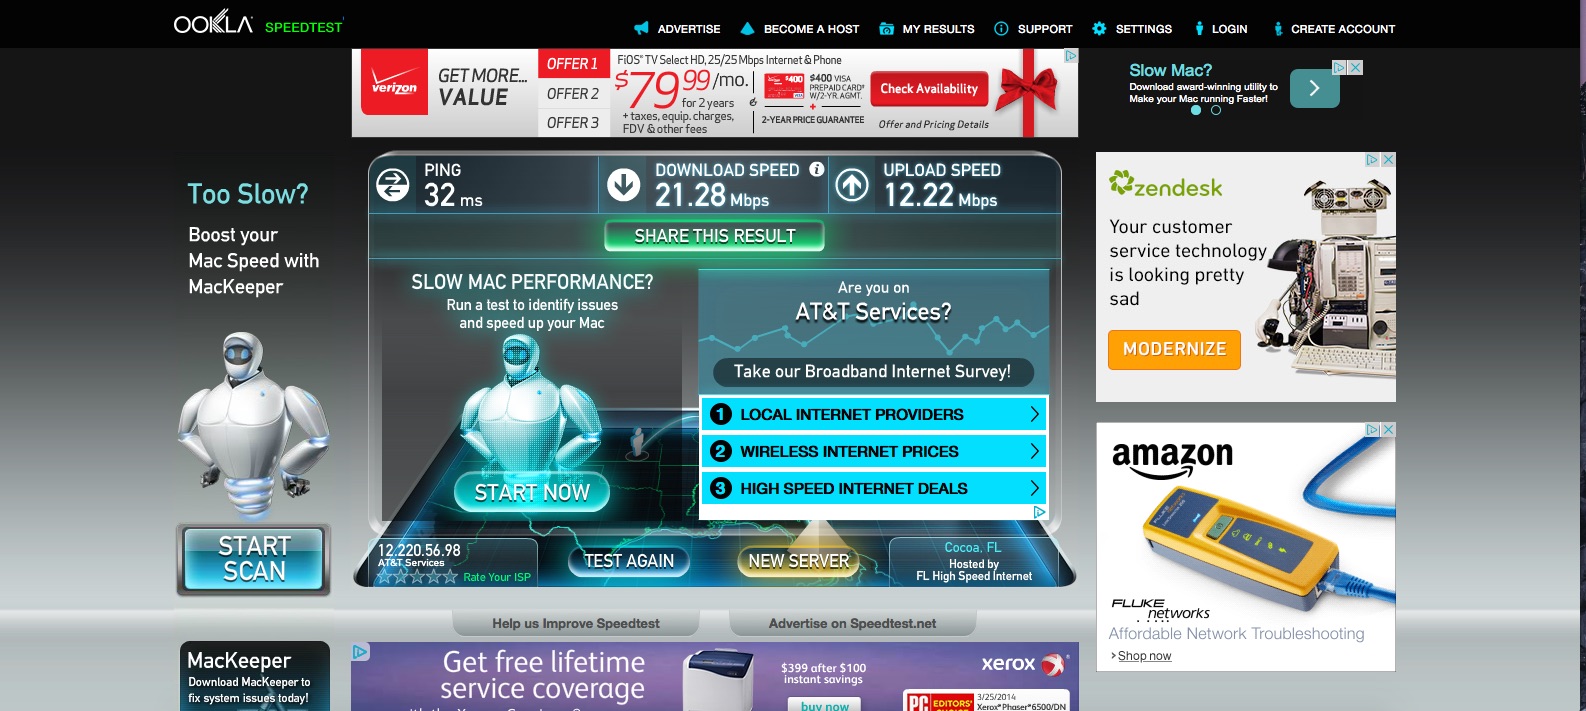 OOKLA SPEEDTEST
ADVERTISE
BECOME A HOST
MY RESULTS
SUPPORT
SETTINGS
LOGIN
CREATE ACCOUNT
verizon
GET MORE...
VALUE
OFFER 1
OFFER 2
OFFER 3
FiOS® TV Select HD, 25/25 Mbps Internet & Phone
$79.99/mo.
for 2 years
+ taxes, equip. charges,
FDV & other fees
$400
$400 VISA
PREPAID CARD*
W/2-YR. AGMT.
+
2-YEAR PRICE GUARANTEE
Check Availability
Offer and Pricing Details
Slow Mac?
Download award-winning utility to
Make your Mac running Faster!
Too Slow?
Boost your
Mac Speed with
MacKeeper
START
SCAN
MacKeeper
Download MacKeeper to
fix system issues today!
PING
32 ms
DOWNLOAD SPEED
21.28 Mbps
UPLOAD SPEED
12.22 Mbps
SHARE THIS RESULT
SLOW MAC PERFORMANCE?
Run a test to identify issues
and speed up your Mac
START NOW
Are you on
AT&T Services?
Take our Broadband Internet Survey!
1 LOCAL INTERNET PROVIDERS
2 WIRELESS INTERNET PRICES
3 HIGH SPEED INTERNET DEALS
12.220.56.98
AT&T Services
Rate Your ISP
TEST AGAIN
NEW SERVER
Cocoa, FL
Hosted by
FL High Speed Internet
Help us Improve Speedtest
Advertise on Speedtest.net
Get free lifetime
service coverage
$399 after $100
instant savings
buy now
xerox
PC
EDITORS'
3/25/2014
Xerox® Phaser® 6500/DN
zendesk
Your customer
service technology
is looking pretty
sad
MODERNIZE
amazon
FLUKE
networks
Affordable Network Troubleshooting
Shop now